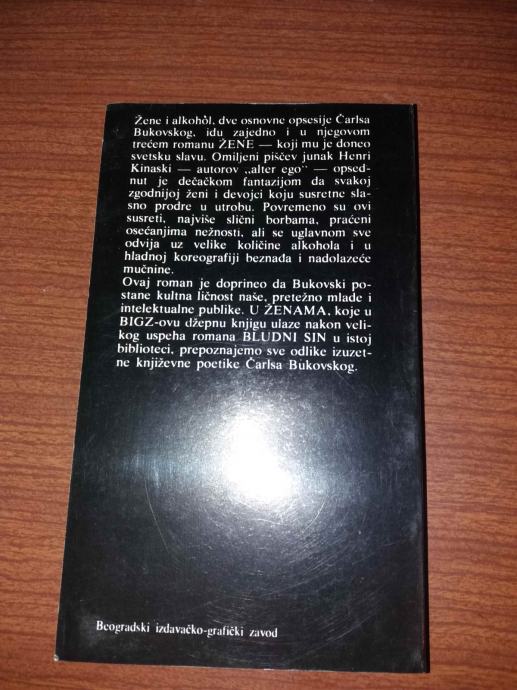 Žene i alkohol, dve osnovne opsesije Čarlsa
Bukovskog, idu zajedno i u njegovom
trećem romanu ŽENE — koji mu je doneo
svetsku slavu. Omiljeni piščev junak Henri
Kinaski — autorov „alter ego" — opsed-
nut je dečačkom fantazijom da svakoj
zgodnijoj ženi i devojci koju susretne sla-
sno prodre u utrobu. Povremeno su ovi
susreti, najviše slični borbama, praćeni
osećanjima nežnosti, ali se uglavnom sve
odvija uz velike količine alkohola i u
hladnoj koreografiji beznađa i nadolazeće
mučnine.
Ovaj roman je doprineo da Bukovski po-
stane kultna ličnost naše, pretežno mlade i
intelektualne publike. U ŽENAMA, koje u
BIGZ-ovu džepnu knjigu ulaze nakon veli-
kog uspeha romana BLUDNI SIN u istoj
biblioteci, prepoznajemo sve odlike izuzet-
ne književne poetike Čarlsa Bukovskog.
Beogradski izdavačko-grafički zavod